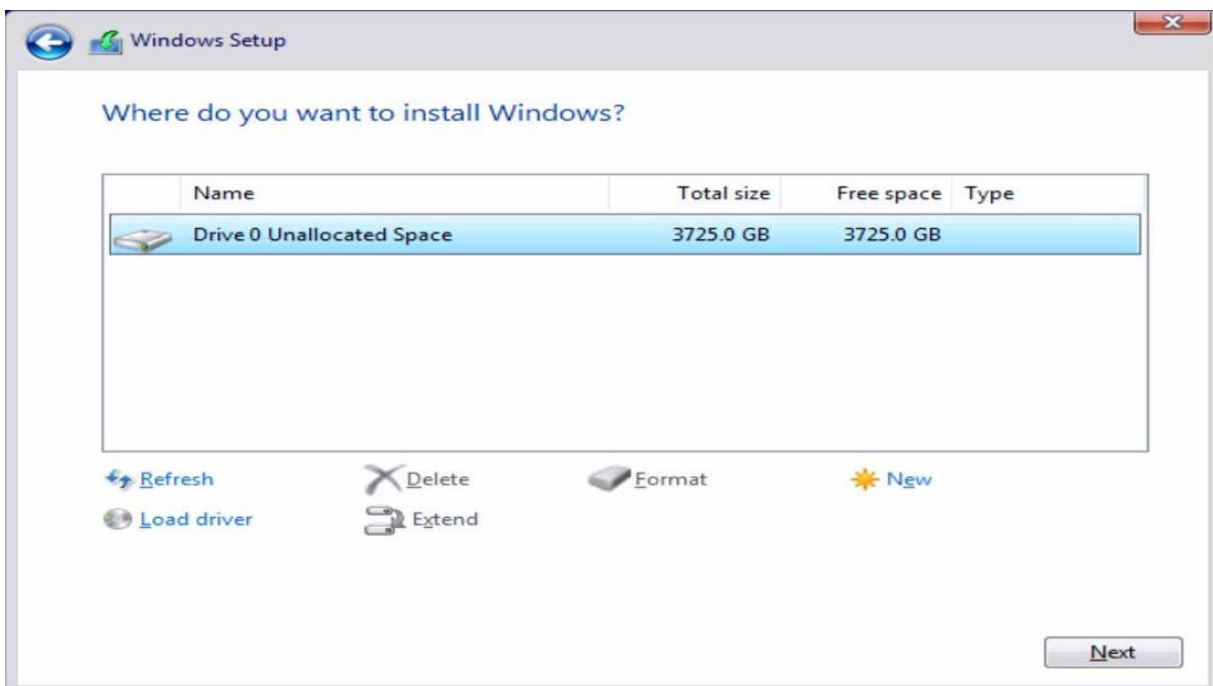 Windows Setup
Where do you want to install Windows?
Name Total size Free space Type
Drive 0 Unallocated Space 3725.0 GB 3725.0 GB
Refresh Delete Format New
Load driver Extend
Next